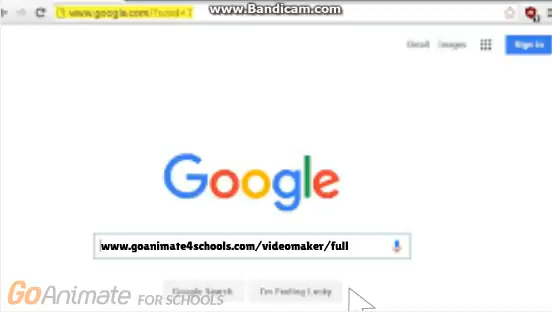 www.Bandicam.com
www.google.com/?
Gmail Images
Sign in
Google
www.goanimate4schools.com/videomaker/full
Google Search I'm Feeling Lucky
GoAnimate FOR SCHOOLS